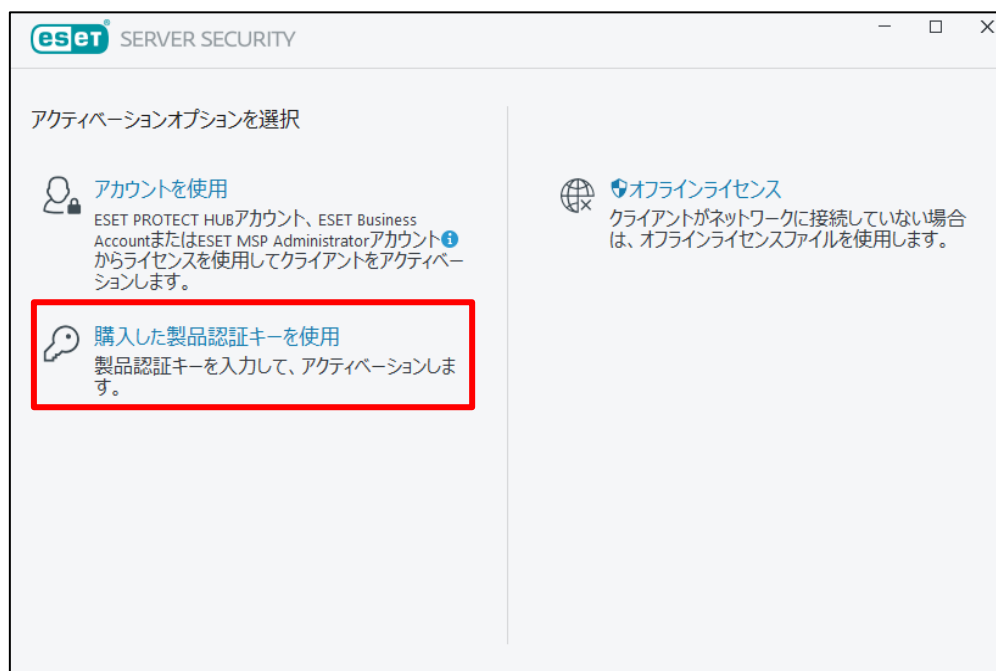 eset SERVER SECURITY
アクティベーションオプションを選択
アカウントを使用
ESET PROTECT HUBアカウント、ESET Business
AccountまたはESET MSP Administratorアカウント
からライセンスを使用してクライアントをアクティベー
ションします。
購入した製品認証キーを使用
製品認証キーを入力して、アクティベーションしま
す。
オフラインライセンス
クライアントがネットワークに接続していない場合
は、オフラインライセンスファイルを使用します。